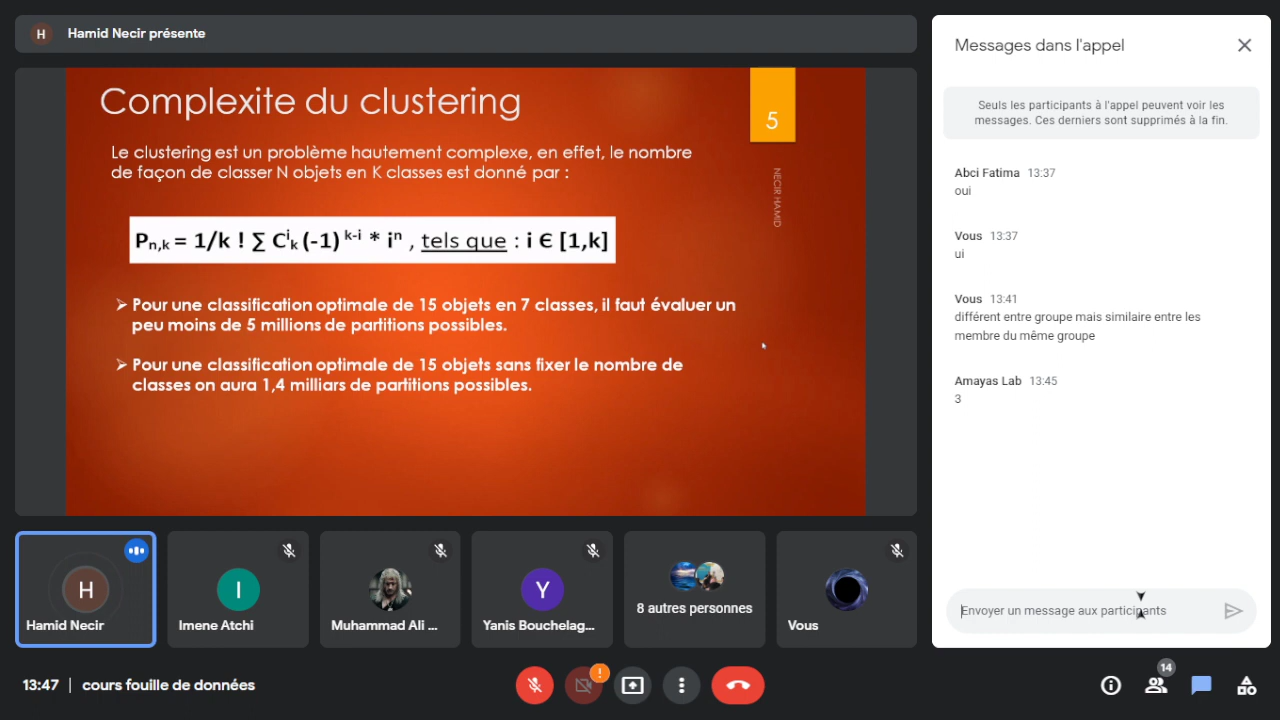 H Hamid Necir présente
Complexite du clustering
5
NECIR HAMID
Le clustering est un problème hautement complexe, en effet, le nombre
de façon de classer N objets en K classes est donné par :
Pn,k = 1/k ! ∑ Cik (-1) k-i * in , tels que : i Є [1,k]
➢ Pour une classification optimale de 15 objets en 7 classes, il faut évaluer un
peu moins de 5 millions de partitions possibles.
➢ Pour une classification optimale de 15 objets sans fixer le nombre de
classes on aura 1,4 milliars de partitions possibles.
H
Hamid Necir
I
Imene Atchi
Muhammad Ali ...
Y
Yanis Bouchelag...
8 autres personnes
Vous
13:47 | cours fouille de données
!
14
Messages dans l'appel
Seuls les participants à l'appel peuvent voir les
messages. Ces derniers sont supprimés à la fin.
Abci Fatima 13:37
oui
Vous 13:37
ui
Vous 13:41
différent entre groupe mais similaire entre les
membre du même groupe
Amayas Lab 13:45
3
Envoyer un message aux participants